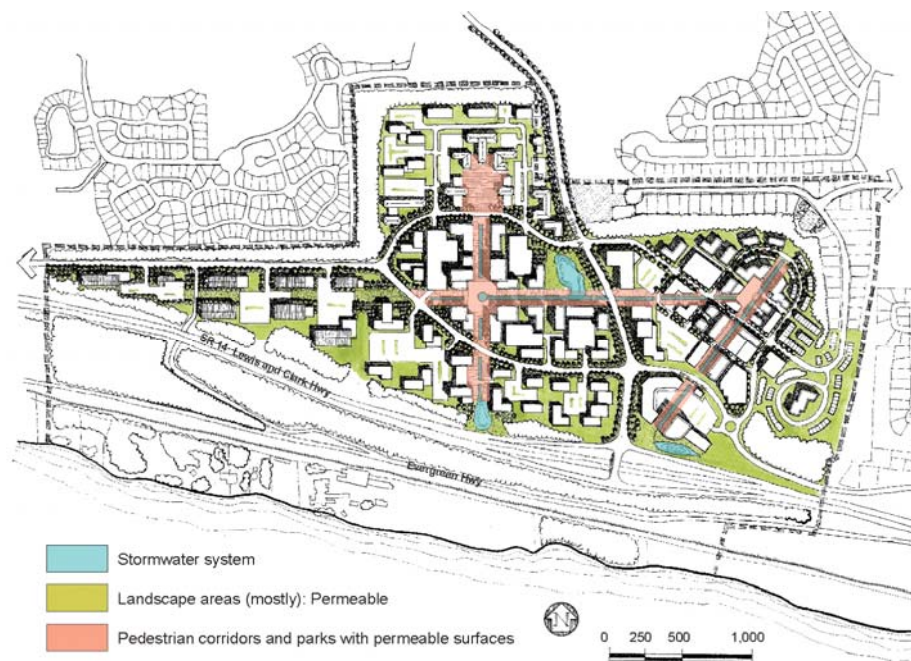 SR 14 Lewis and Clark Hwy
Evergreen Hwy
Stormwater system
Landscape areas (mostly): Permeable
Pedestrian corridors and parks with permeable surfaces
N
0 250 500 1,000